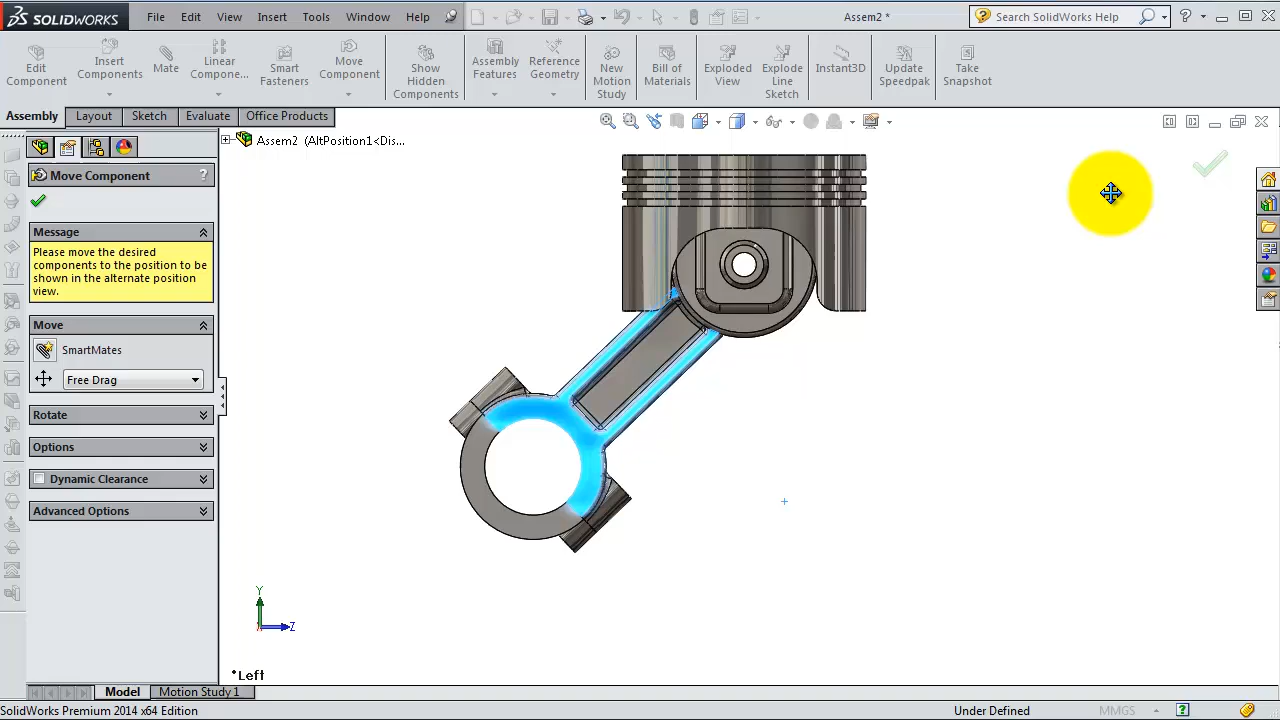 SOLIDWORKS
File Edit View Insert Tools Window Help
Assem2 *
Search SolidWorks Help
Edit Component
Insert Components
Mate
Linear Compone...
Smart Fasteners
Move Component
Show Hidden Components
Assembly Features
Reference Geometry
New Motion Study
Bill of Materials
Exploded View
Explode Line Sketch
Instant3D
Update Speedpak
Take Snapshot
Assembly Layout Sketch Evaluate Office Products
Assem2 (AltPosition1<Dis...
Move Component ?
Message
Please move the desired
components to the position to be
shown in the alternate position
view.
Move
SmartMates
Free Drag
Rotate
Options
Dynamic Clearance
Advanced Options
Y
Z
*Left
Model Motion Study 1
SolidWorks Premium 2014 x64 Edition
Under Defined
MMGS
?